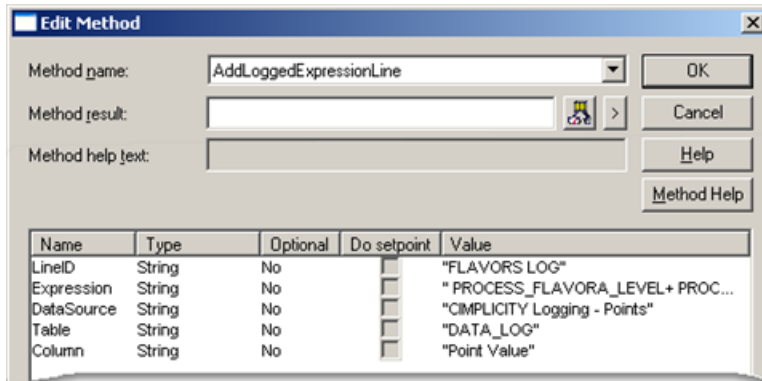 Edit Method
Method name: AddLoggedExpressionLine OK
Method result: > Cancel
Method help text: Help
Method Help
Name Type Optional Do setpoint Value
LineID String No "FLAVORS LOG"
Expression String No " PROCESS_FLAVORA_LEVEL+ PROC...
DataSource String No "CIMPLICITY Logging - Points"
Table String No "DATA_LOG"
Column String No "Point Value"